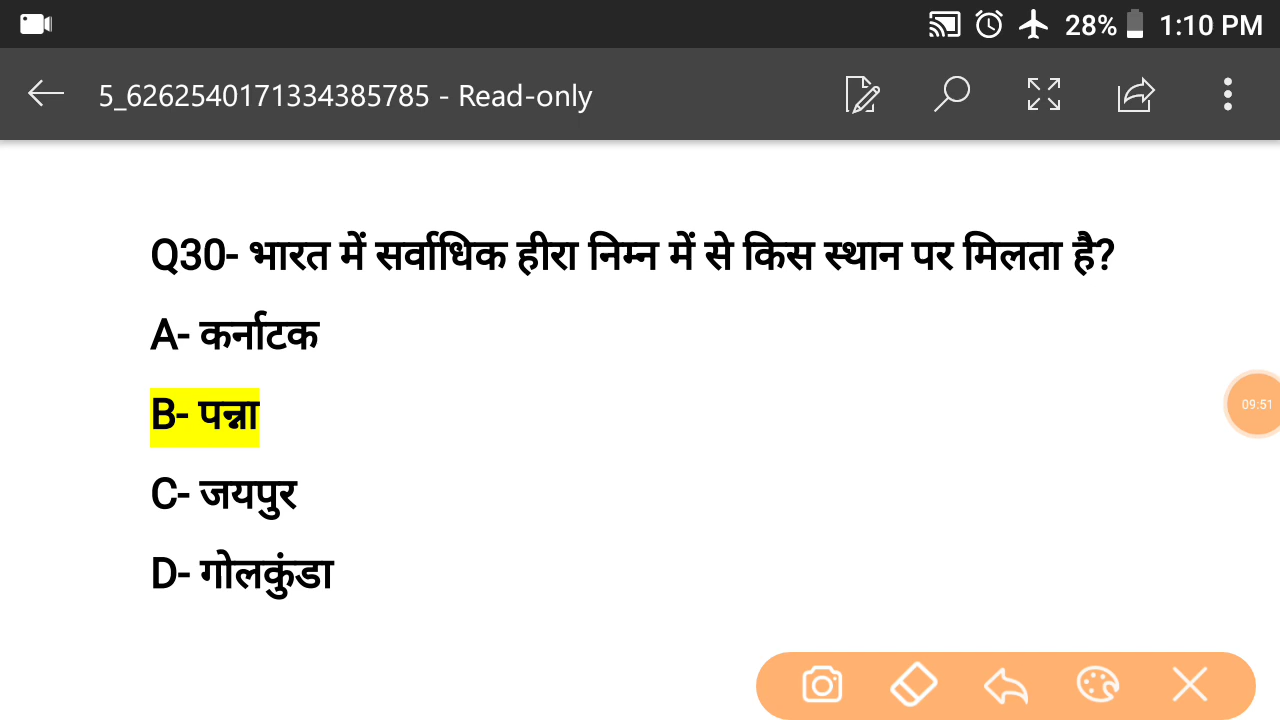 28% 1:10 PM
5_6262540171334385785 - Read-only
Q30- भारत में सर्वाधिक हीरा निम्न में से किस स्थान पर मिलता है?
A- कर्नाटक
B- पन्ना
09:51
C- जयपुर
D- गोलकुंडा